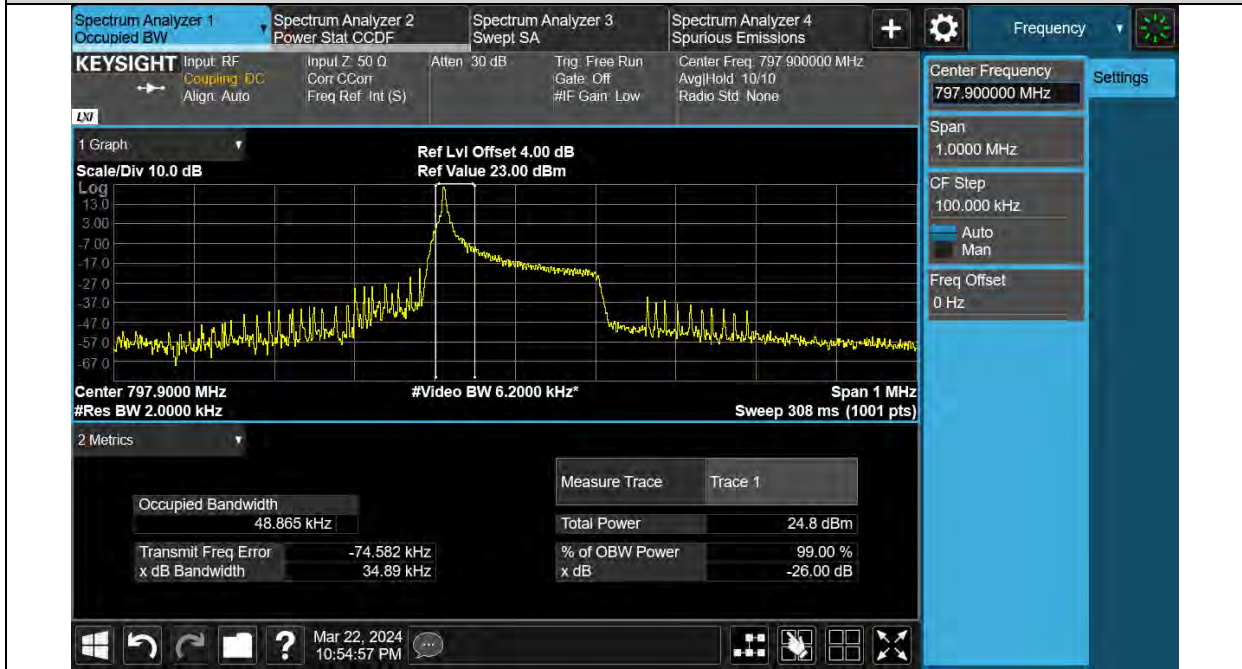 Spectrum Analyzer 1
Occupied BW
Spectrum Analyzer 2
Power Stat CCDF
Spectrum Analyzer 3
Swept SA
Spectrum Analyzer 4
Spurious Emissions
+
Frequency
KEYSIGHT
Input: RF
Coupling: DC
Align: Auto
Input Z: 50 Ω
Corr CCorr
Freq Ref: Int (S)
Atten: 30 dB
Trig: Free Run
Gate: Off
#IF Gain: Low
Center Freq: 797.900000 MHz
Avg|Hold: 10/10
Radio Std: None
LXI
Center Frequency
797.900000 MHz
Settings
Span
1.0000 MHz
CF Step
100.000 kHz
Auto
Man
Freq Offset
0 Hz
1 Graph
Scale/Div 10.0 dB
Ref Lvl Offset 4.00 dB
Ref Value 23.00 dBm
Log
13.0
3.00
-7.00
-17.0
-27.0
-37.0
-47.0
-57.0
-67.0
Center 797.9000 MHz
#Video BW 6.2000 kHz*
Span 1 MHz
#Res BW 2.0000 kHz
Sweep 308 ms (1001 pts)
2 Metrics
Measure Trace
Trace 1
Occupied Bandwidth
48.865 kHz
Total Power
24.8 dBm
Transmit Freq Error
-74.582 kHz
% of OBW Power
99.00 %
x dB Bandwidth
34.89 kHz
x dB
-26.00 dB
?
Mar 22, 2024
10:54:57 PM